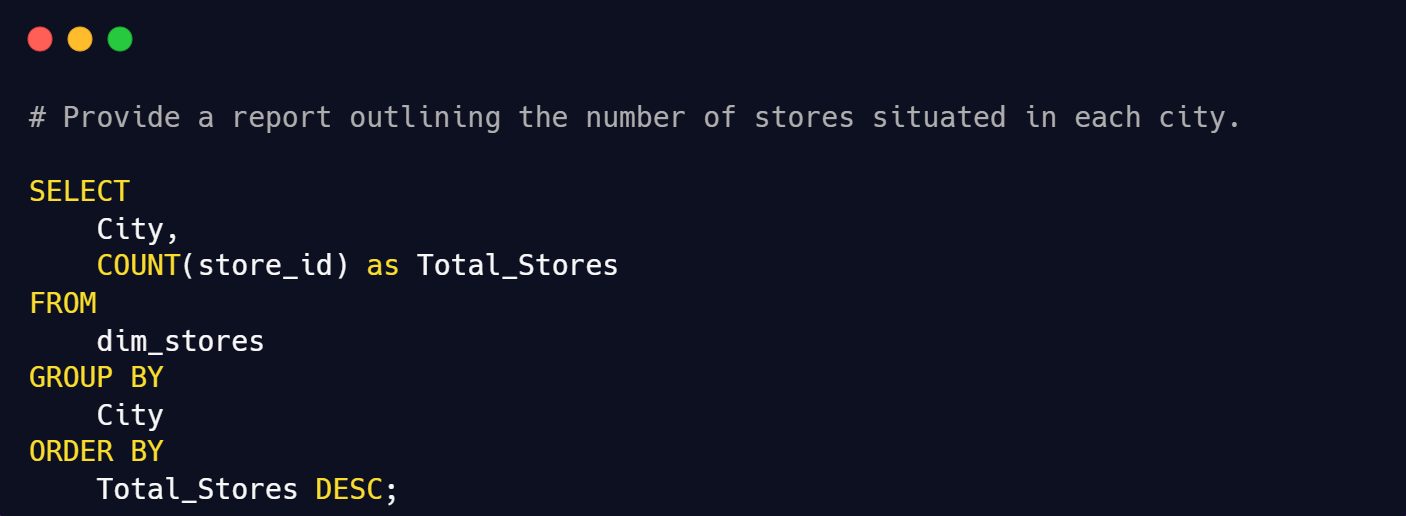 # Provide a report outlining the number of stores situated in each city.
SELECT
    City,
    COUNT(store_id) as Total_Stores
FROM
    dim_stores
GROUP BY
    City
ORDER BY
    Total_Stores DESC;